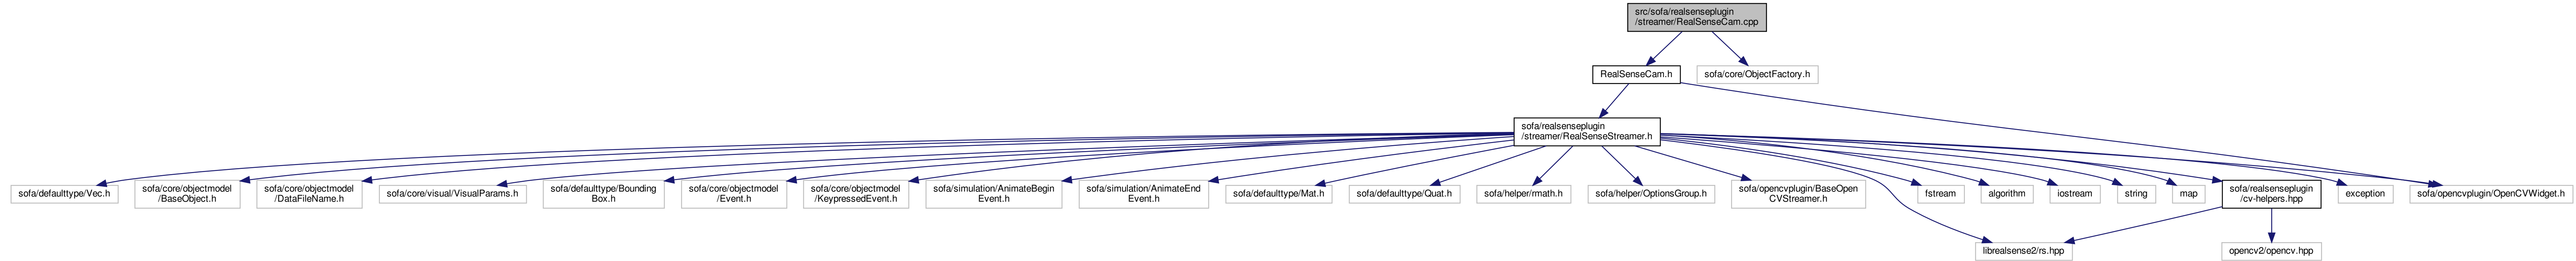 src/sofa/realsenseplugin
/streamer/RealSenseCam.cpp
RealSenseCam.h
sofa/core/ObjectFactory.h
sofa/realsenseplugin
/streamer/RealSenseStreamer.h
sofa/defaulttype/Vec.h
sofa/core/objectmodel
/BaseObject.h
sofa/core/objectmodel
/DataFileName.h
sofa/core/visual/VisualParams.h
sofa/defaulttype/Bounding
Box.h
sofa/core/objectmodel
/Event.h
sofa/core/objectmodel
/KeypressedEvent.h
sofa/simulation/AnimateBegin
Event.h
sofa/simulation/AnimateEnd
Event.h
sofa/defaulttype/Mat.h
sofa/defaulttype/Quat.h
sofa/helper/rmath.h
sofa/helper/OptionsGroup.h
sofa/opencvplugin/BaseOpen
CVStreamer.h
fstream
algorithm
iostream
string
map
sofa/realsenseplugin
/cv-helpers.hpp
exception
sofa/opencvplugin/OpenCVWidget.h
librealsense2/rs.hpp
opencv2/opencv.hpp